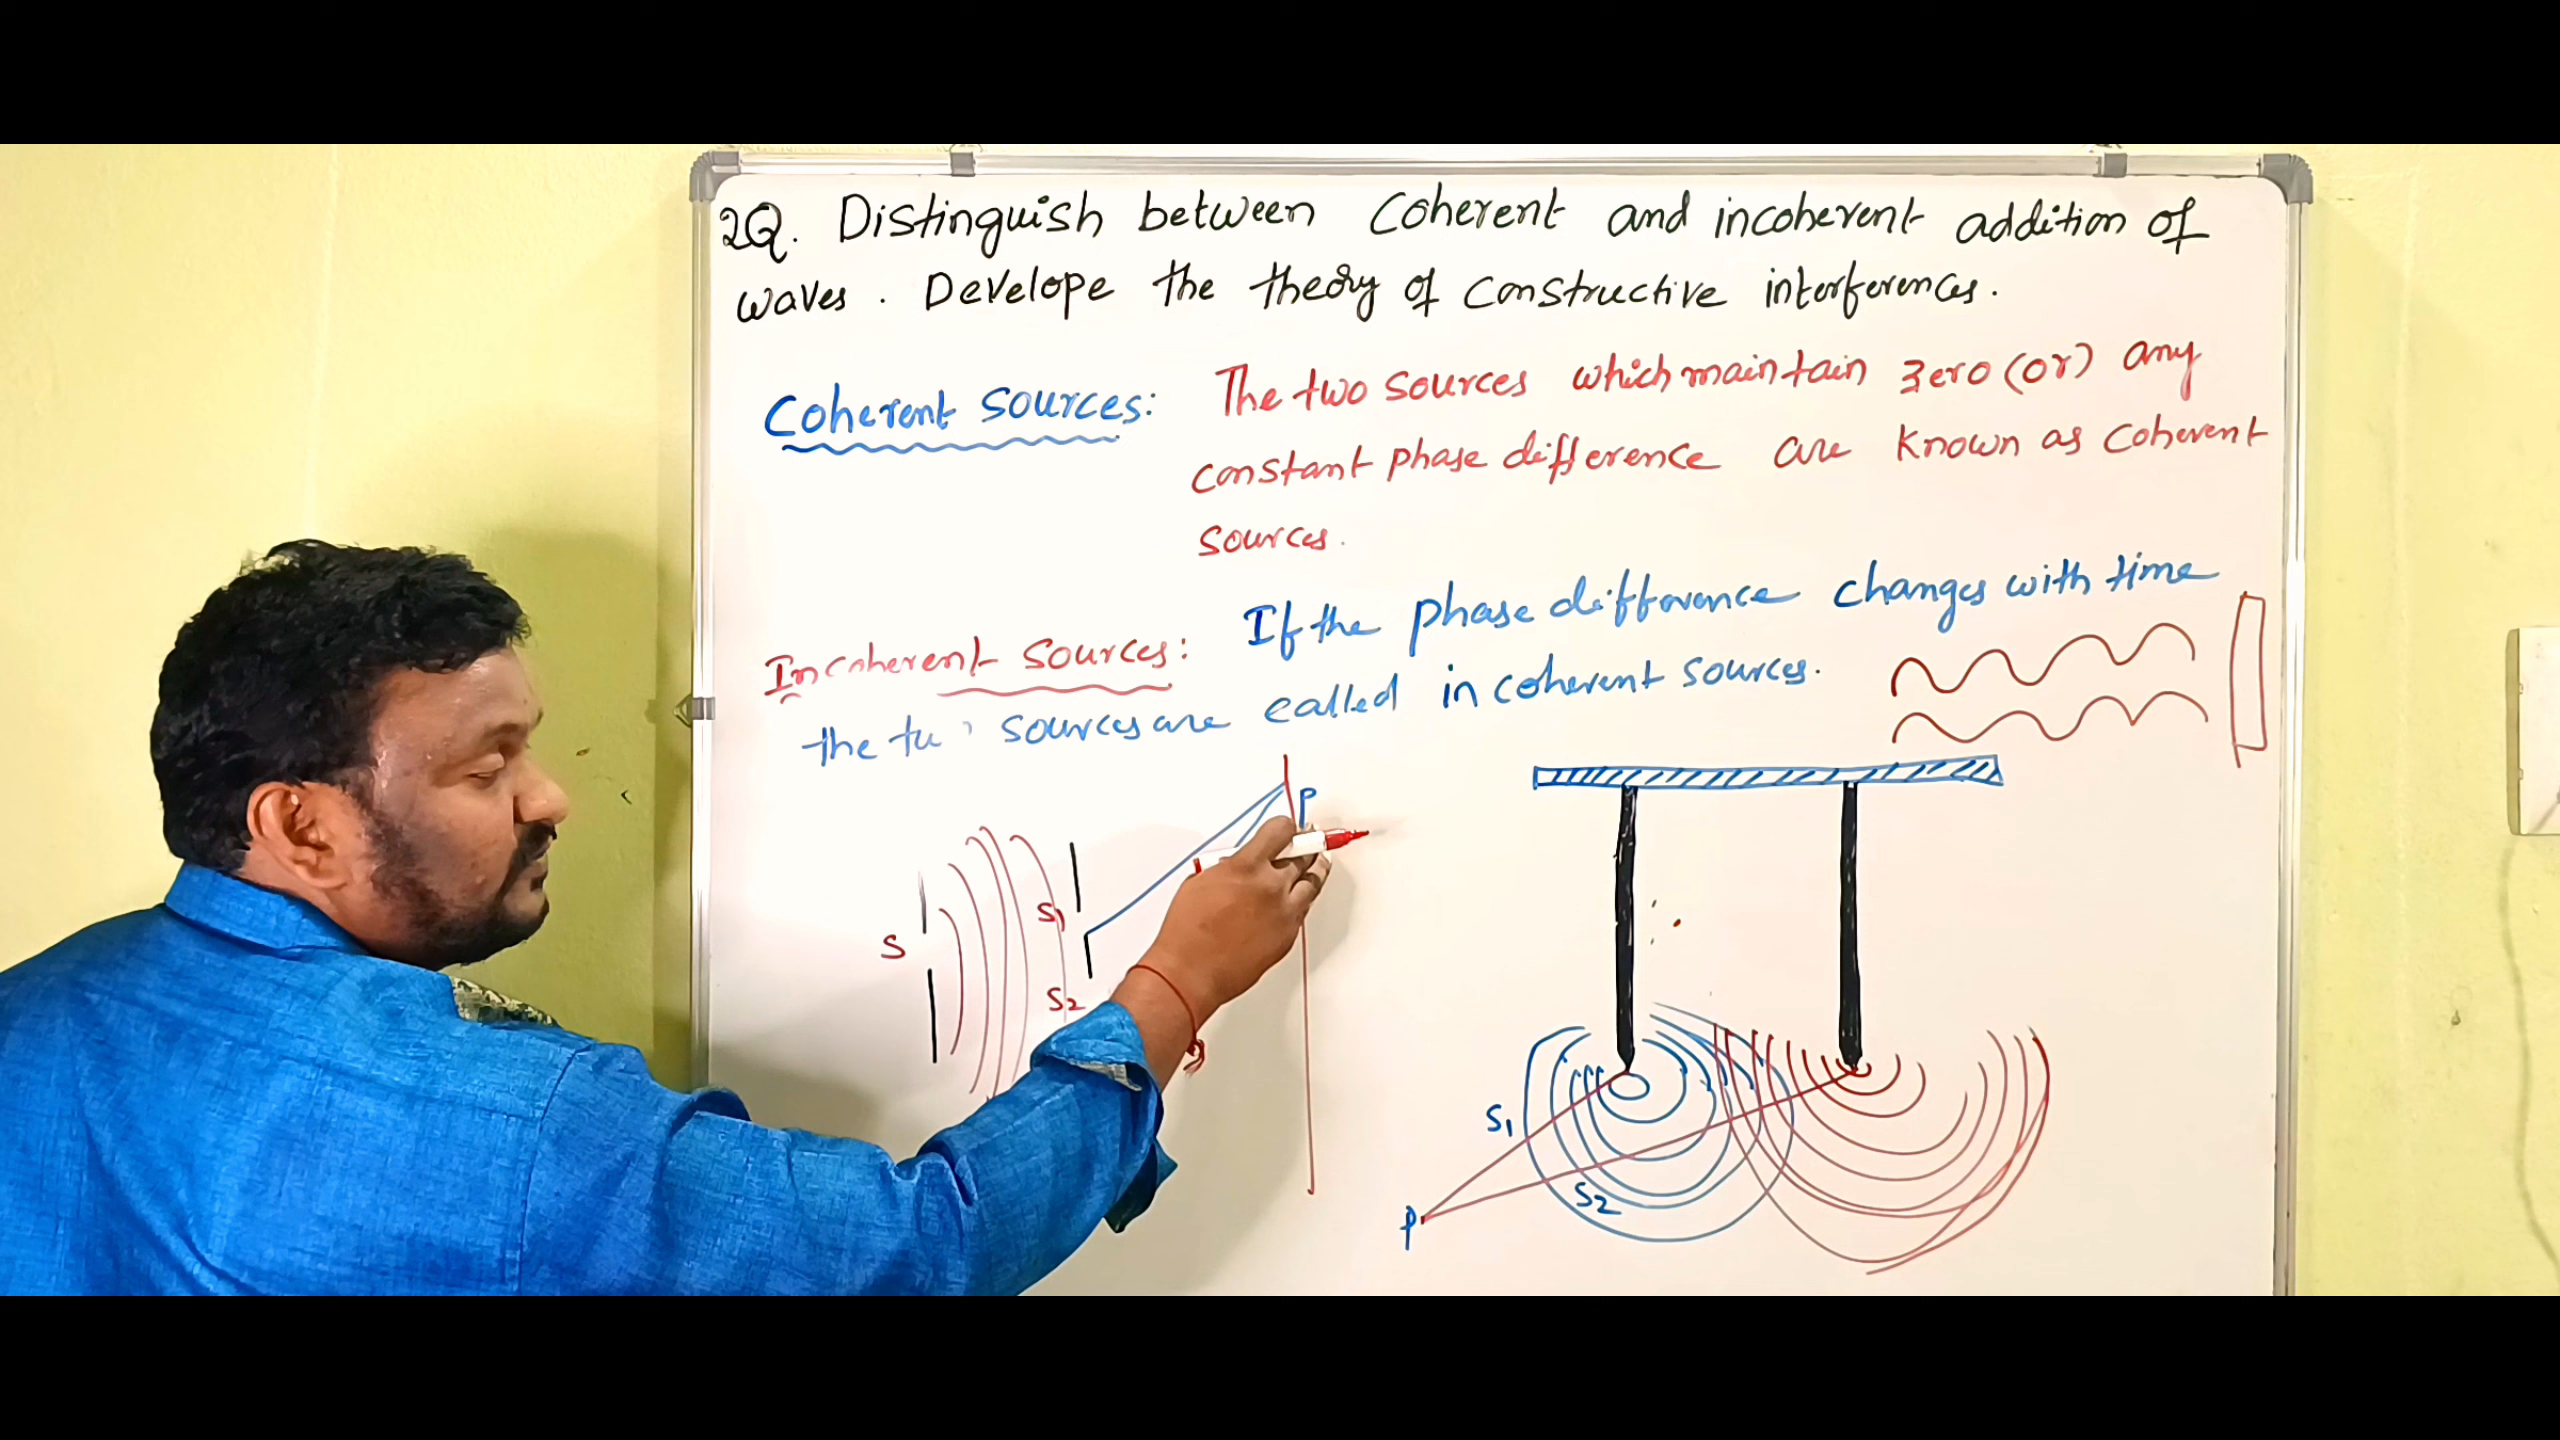 2Q. Distinguish between Coherent and incoherent addition of
waves. Develope the theory of constructive interferences.
Coherent sources: The two sources which maintain zero (or) any
constant phase difference are known as coherent
sources.
Incoherent sources: If the phase difference changes with time
the sources are called incoherent sources.
P
S
S1
S2
S1
S2
P